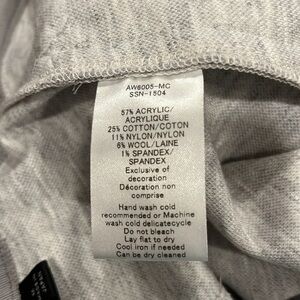 AW6005-MC
SSN-1504
57% ACRYLIC/
ACRYLIQUE
25% COTTON/COTON
11% NYLON/NYLON
6% WOOL/LAINE
1% SPANDEX/
SPANDEX
Exclusive of
decoration
Décoration non
comprise
Hand wash cold
recommended or Machine
wash cold delicatecycle
Do not bleach
Lay flat to dry
Cool iron if needed
Can be dry cleaned